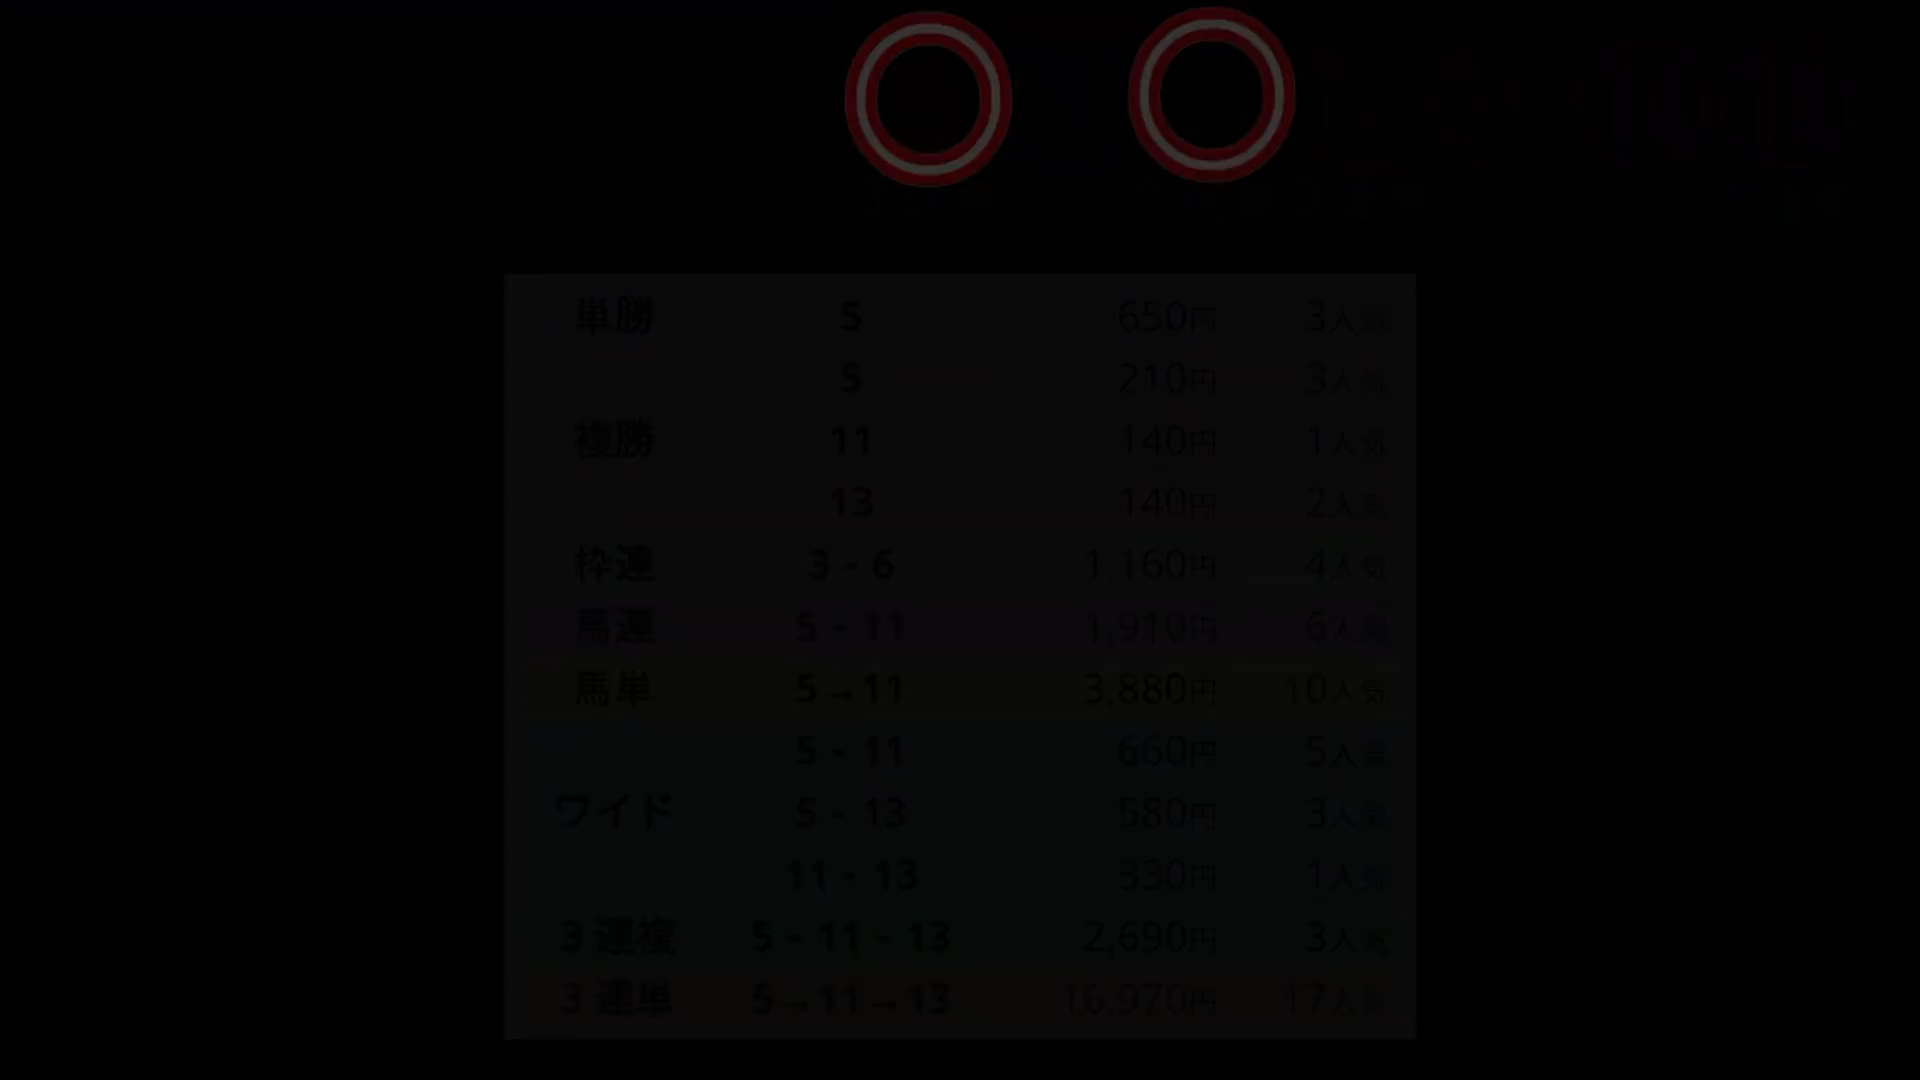 単勝 5 650円 3人気
5 210円 3人気
複勝 11 140円 1人気
13 140円 2人気
枠連 3 - 6 1,160円 4人気
馬連 5 - 11 1,910円 6人気
馬単 5→11 3,880円 10人気
5 - 11 660円 5人気
ワイド 5 - 13 580円 3人気
11 - 13 330円 1人気
3連複 5 - 11 - 13 2,690円 3人気
3連単 5→11→13 16,970円 17人気